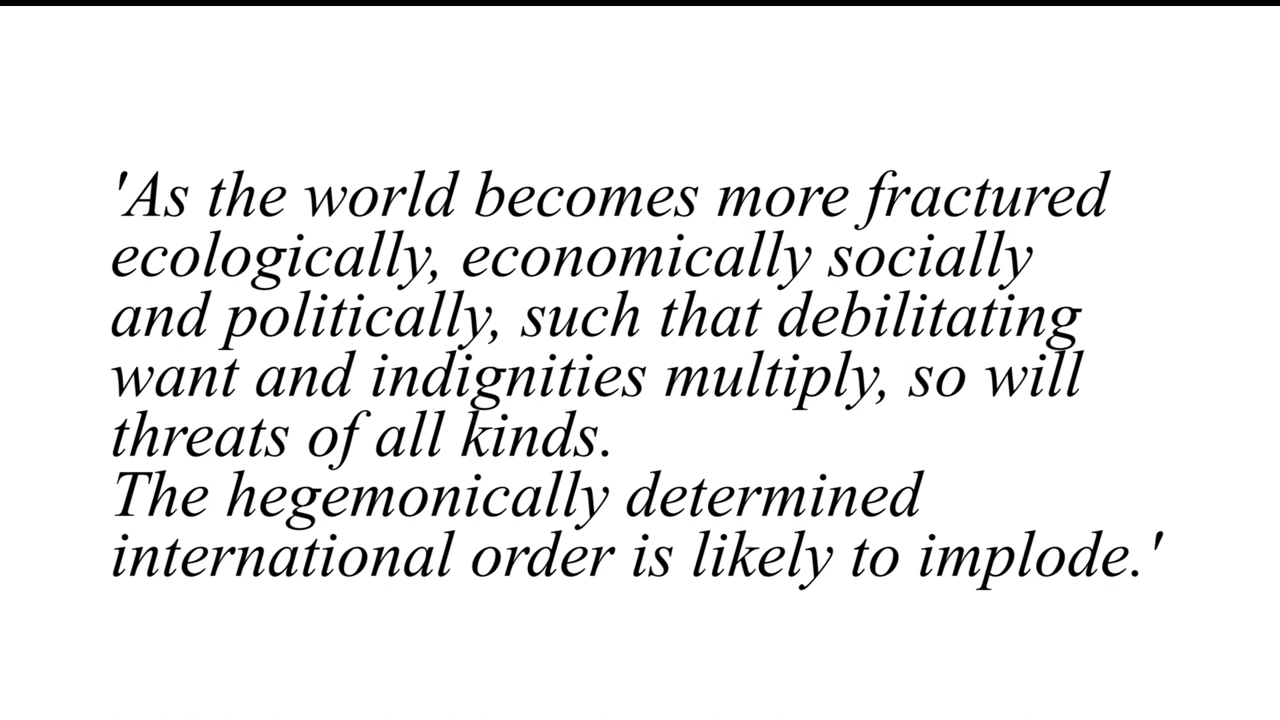 'As the world becomes more fractured
ecologically, economically socially
and politically, such that debilitating
want and indignities multiply, so will
threats of all kinds.
The hegemonically determined
international order is likely to implode.'